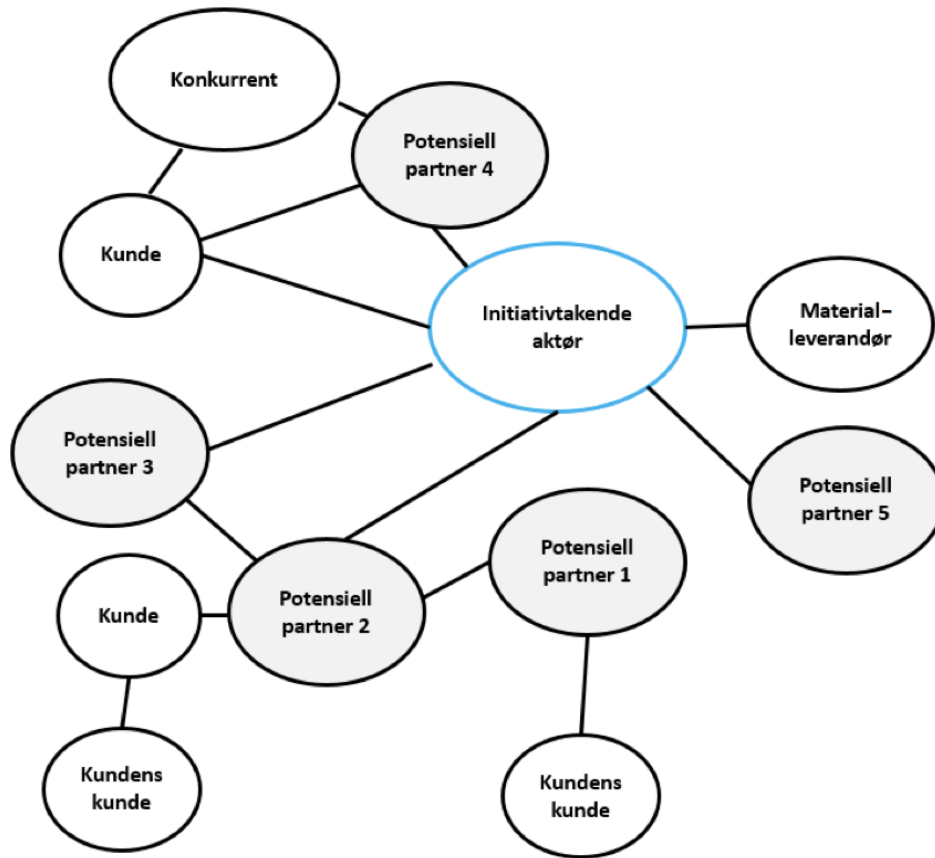 Konkurrent
Potensiell
partner 4
Kunde
Initiativtakende
aktør
Material-
leverandør
Potensiell
partner 3
Potensiell
partner 5
Potensiell
partner 1
Kunde
Potensiell
partner 2
Kundens
kunde
Kundens
kunde